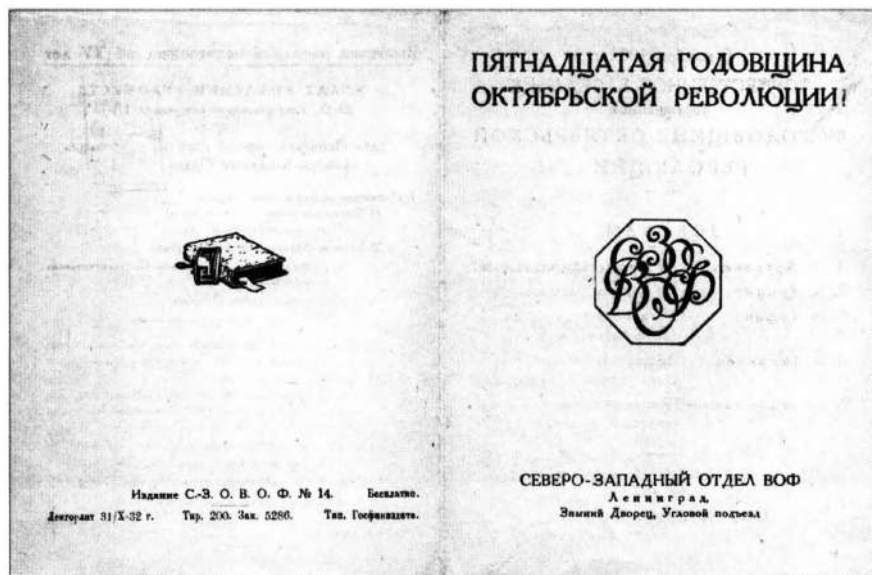 ПЯТНАДЦАТАЯ ГОДОВЩИНА
ОКТЯБРЬСКОЙ РЕВОЛЮЦИИ!
СЕВЕРО-ЗАПАДНЫЙ ОТДЕЛ ВОФ
Ленинград,
Зимний Дворец, Угловой подъезд
Издание С.-З. О. В. О. Ф. № 14. Бесплатно.
Ленгорлит 31/X-32 г. Тир. 200. Зак. 5286. Тип. Госфиниздата.